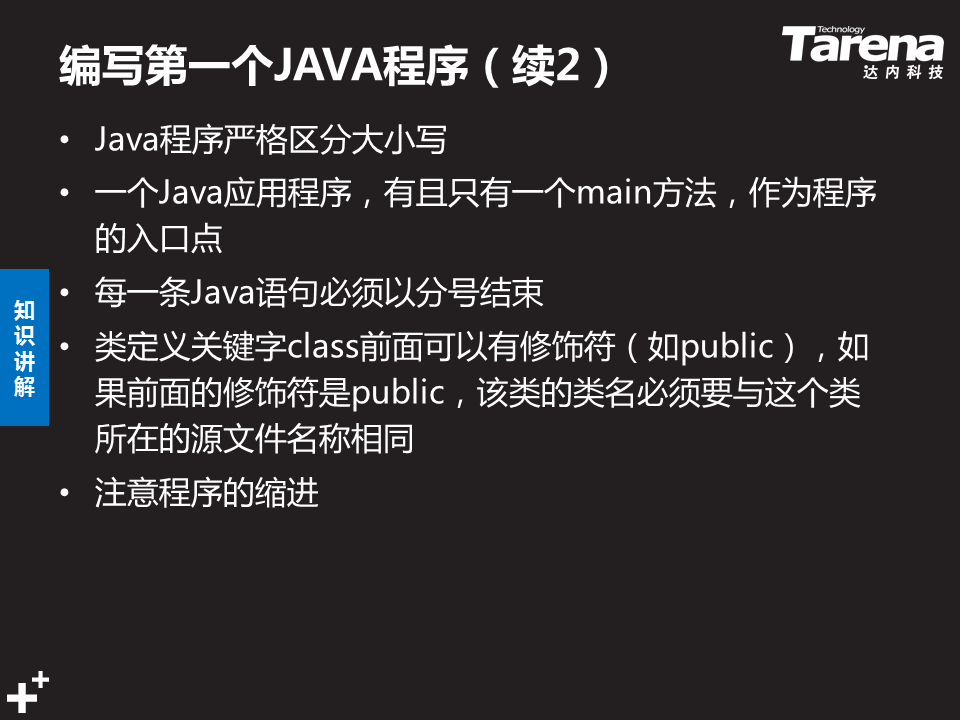 编写第一个JAVA程序（续2）
Technology
Tarena
达内科技
• Java程序严格区分大小写
• 一个Java应用程序，有且只有一个main方法，作为程序
的入口点
• 每一条Java语句必须以分号结束
• 类定义关键字class前面可以有修饰符（如public），如
果前面的修饰符是public，该类的类名必须要与这个类
所在的源文件名称相同
• 注意程序的缩进
知
识
讲
解